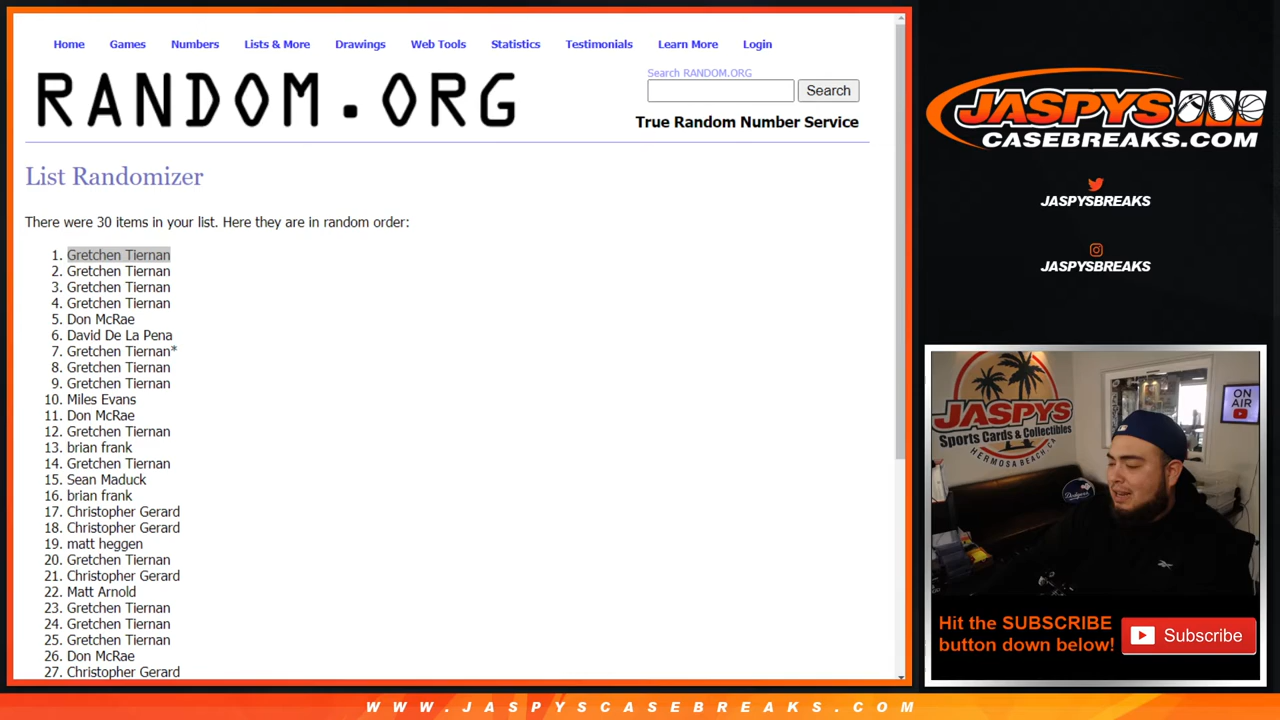 Home Games Numbers Lists & More Drawings Web Tools Statistics Testimonials Learn More Login
RANDOM.ORG
Search RANDOM.ORG
Search
True Random Number Service
List Randomizer
There were 30 items in your list. Here they are in random order:
1. Gretchen Tiernan
2. Gretchen Tiernan
3. Gretchen Tiernan
4. Gretchen Tiernan
5. Don McRae
6. David De La Pena
7. Gretchen Tiernan*
8. Gretchen Tiernan
9. Gretchen Tiernan
10. Miles Evans
11. Don McRae
12. Gretchen Tiernan
13. brian frank
14. Gretchen Tiernan
15. Sean Maduck
16. brian frank
17. Christopher Gerard
18. Christopher Gerard
19. matt heggen
20. Gretchen Tiernan
21. Christopher Gerard
22. Matt Arnold
23. Gretchen Tiernan
24. Gretchen Tiernan
25. Gretchen Tiernan
26. Don McRae
27. Christopher Gerard
JASPYS
CASEBREAKS.COM
JASPYSBREAKS
JASPYSBREAKS
JASPYS
Sports Cards & Collectibles
HERMOSA BEACH, CA
ON
AIR
Dodgers
Hit the SUBSCRIBE
button down below!
Subscribe
WWW.JASPYSCASEBREAKS.COM